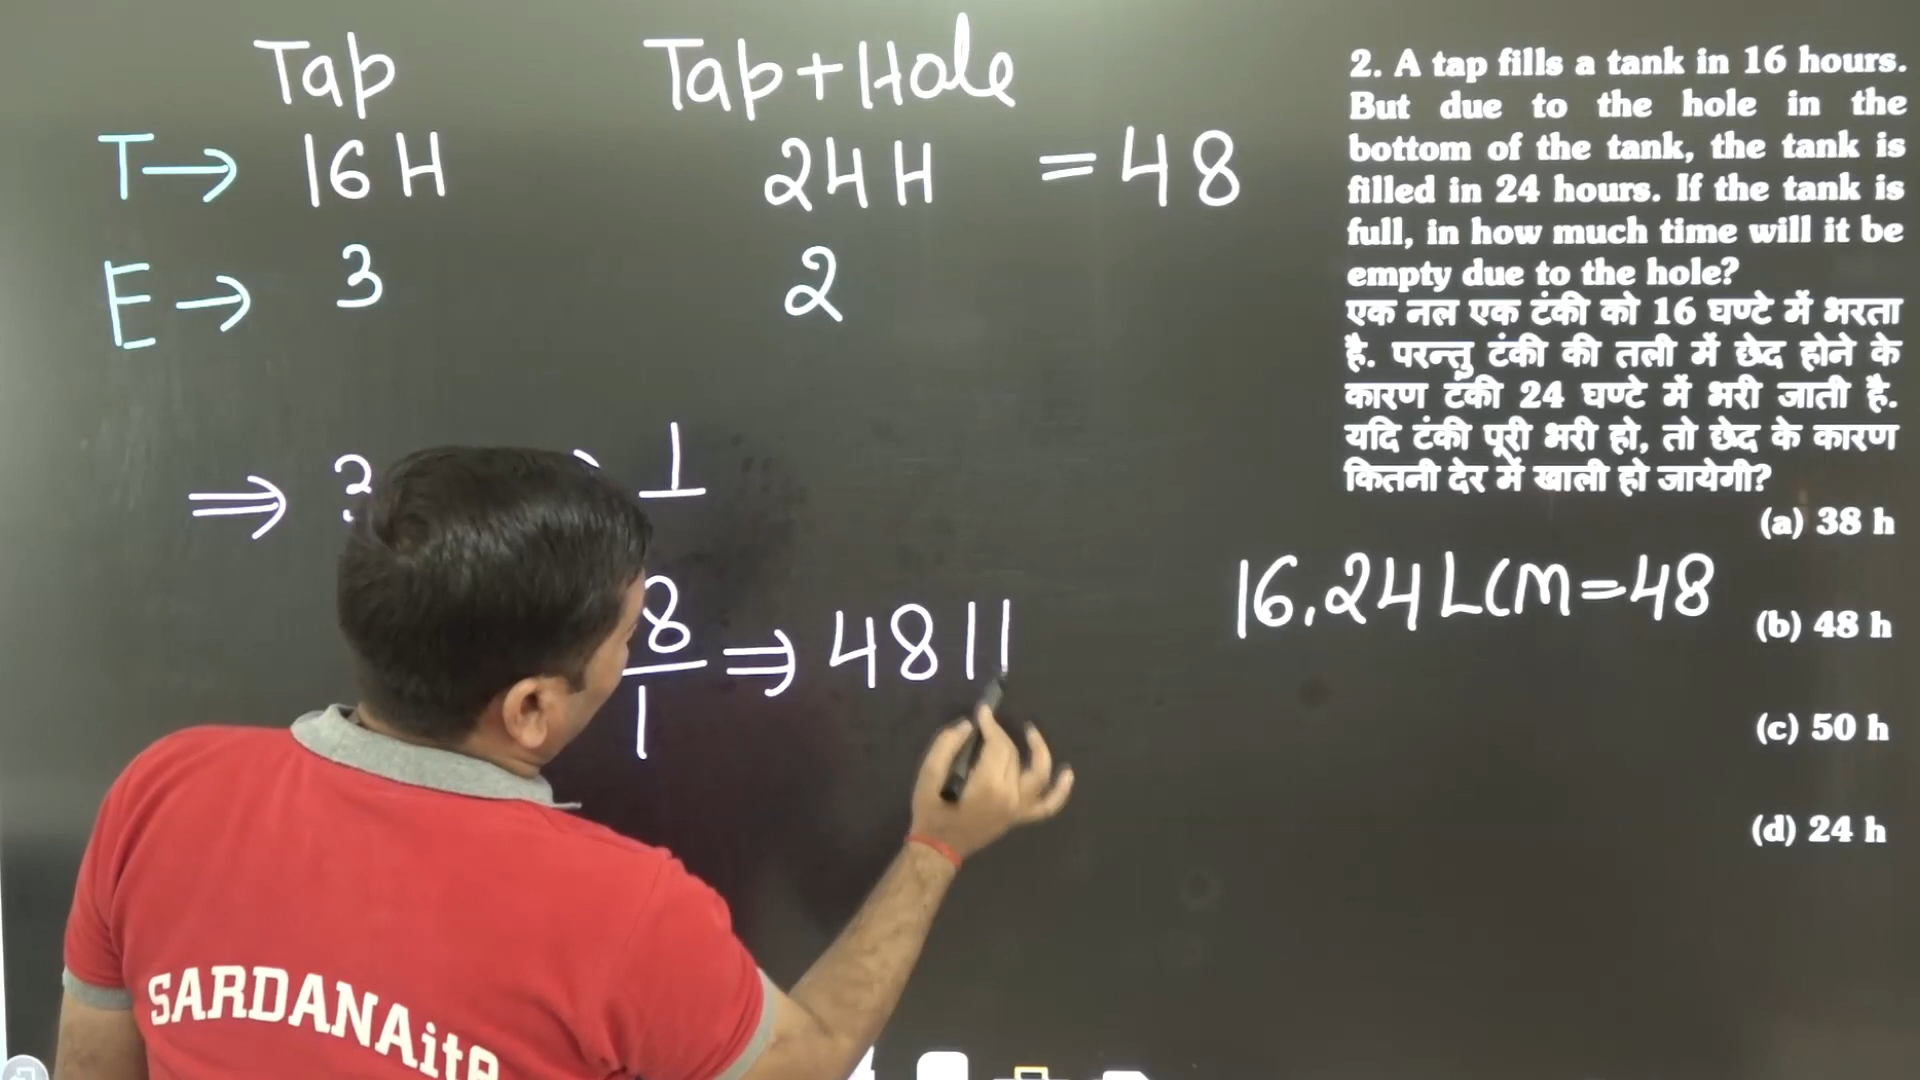 Tap Tap+Hole
T→ 16 H 24 H = 48
E→ 3 2
⇒ 1
8/1 ⇒ 48 11
16,24 LCM=48
2. A tap fills a tank in 16 hours.
But due to the hole in the
bottom of the tank, the tank is
filled in 24 hours. If the tank is
full, in how much time will it be
empty due to the hole?
एक नल एक टंकी को 16 घण्टे में भरता
है. परन्तु टंकी की तली में छेद होने के
कारण टंकी 24 घण्टे में भरी जाती है.
यदि टंकी पूरी भरी हो, तो छेद के कारण
कितनी देर में खाली हो जायेगी?
(a) 38 h
(b) 48 h
(c) 50 h
(d) 24 h
SARDANAite